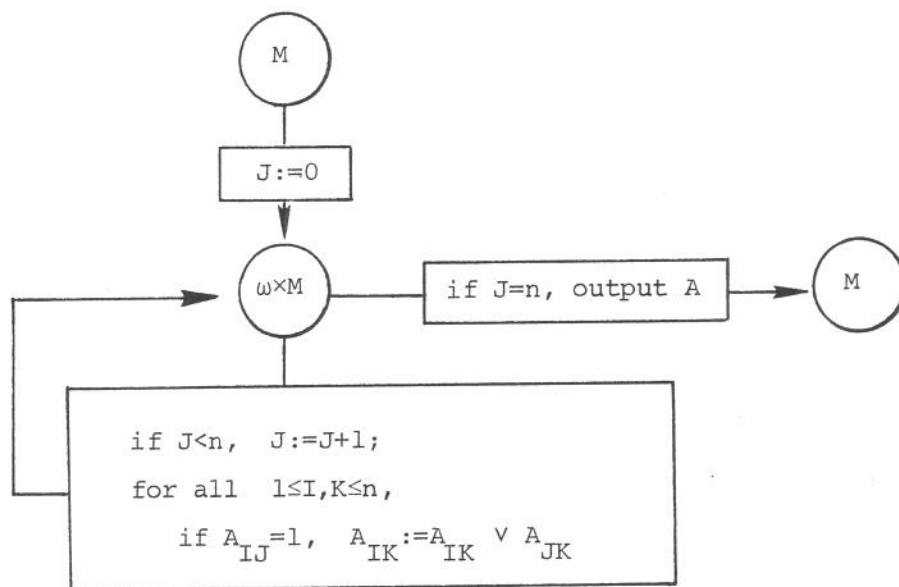 M
J:=0
ω×M
if J=n, output A
M
if J<n, J:=J+1;
for all 1≤I,K≤n,
if A_IJ=1, A_IK:=A_IK ∨ A_JK